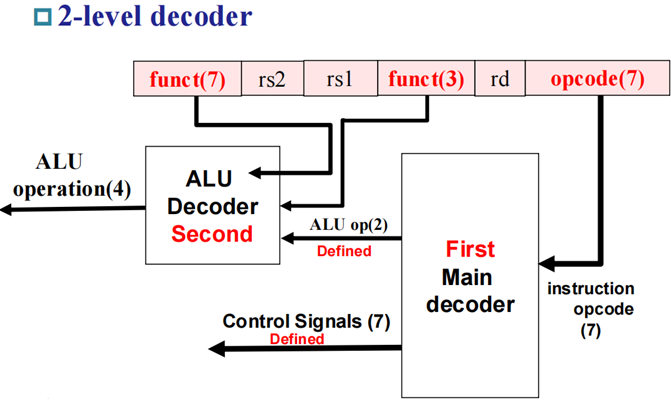 2-level decoder
funct(7) rs2 rs1 funct(3) rd opcode(7)
ALU
operation(4)
ALU
Decoder
Second
ALU op(2)
Defined
First
Main
decoder
instruction
opcode
(7)
Control Signals (7)
Defined